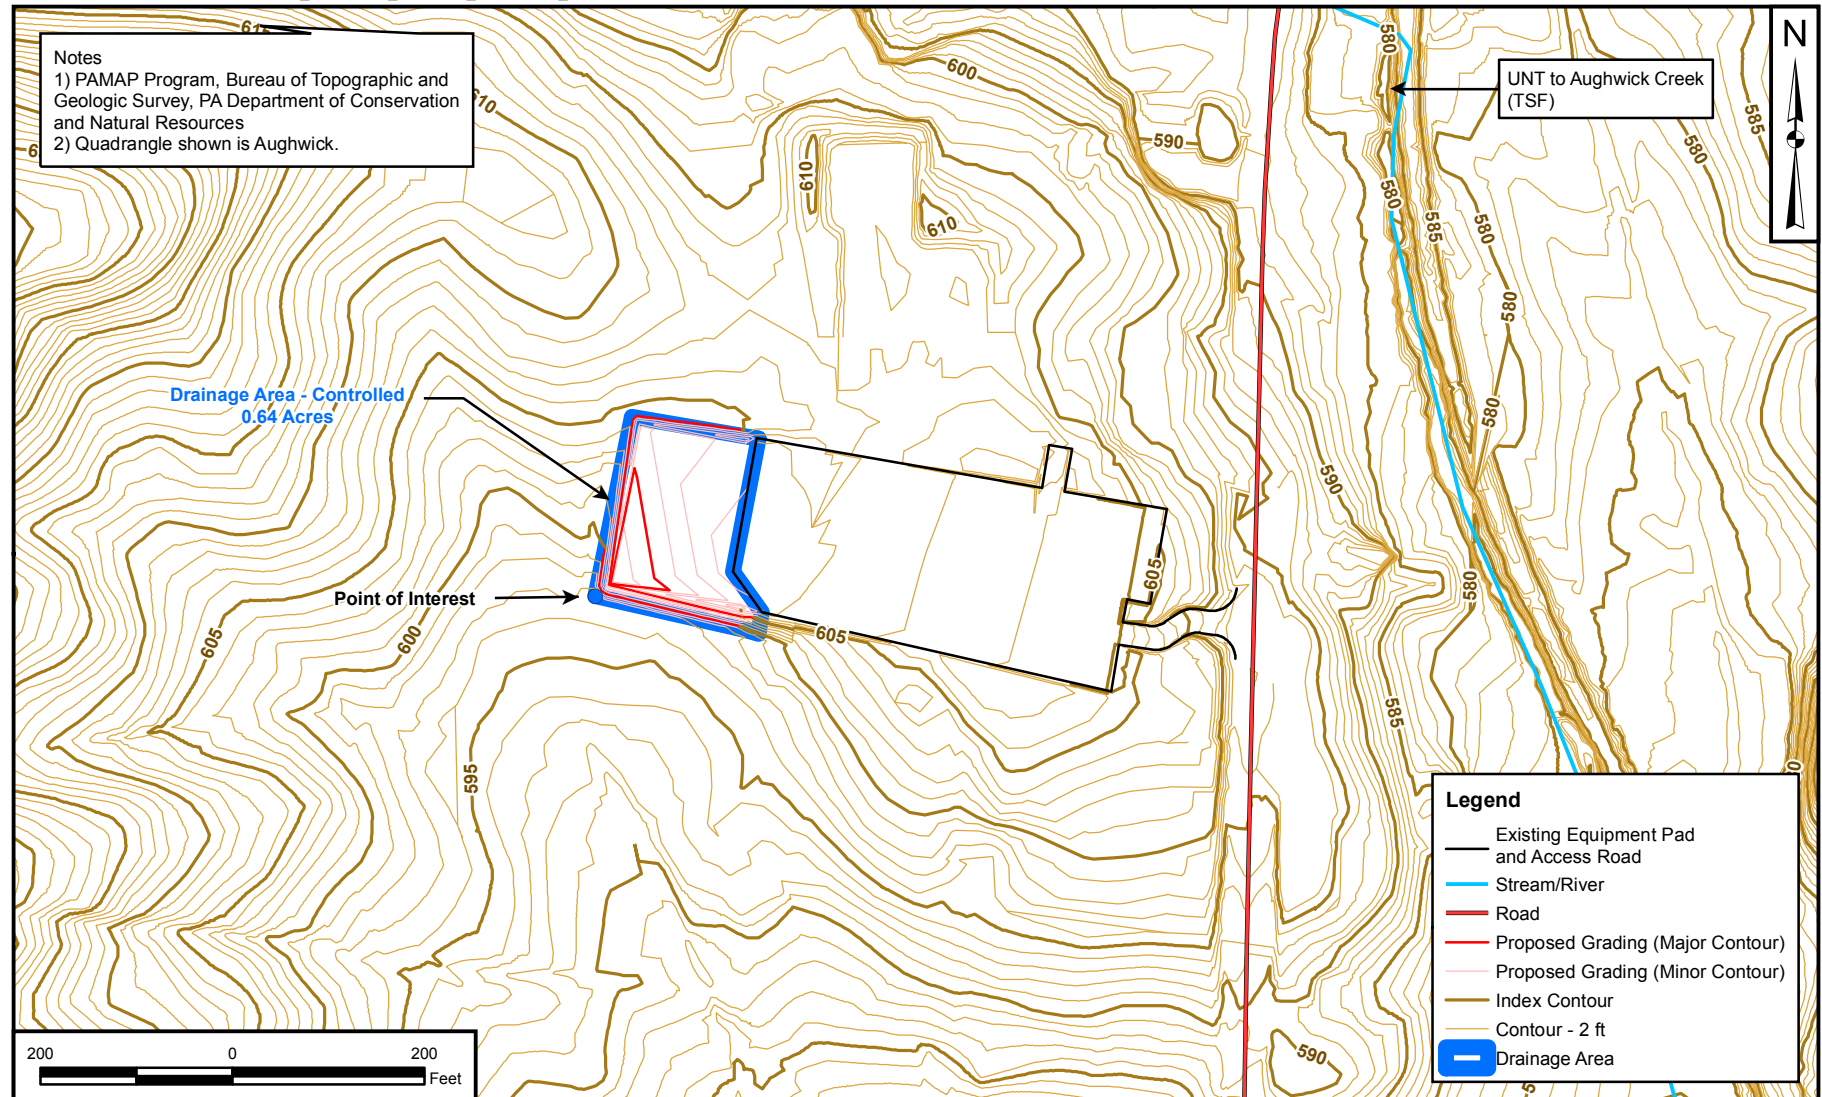 Notes
1) PAMAP Program, Bureau of Topographic and
Geologic Survey, PA Department of Conservation
and Natural Resources
2) Quadrangle shown is Aughwick.
615
610
600
590
610
610
580
UNT to Aughwick Creek
(TSF)
585
580
N
580
585
580
580
580
Drainage Area - Controlled
0.64 Acres
590
Point of Interest
605
600
605
605
580
585
595
590
Legend
Existing Equipment Pad
and Access Road
Stream/River
Road
Proposed Grading (Major Contour)
Proposed Grading (Minor Contour)
Index Contour
Contour - 2 ft
Drainage Area
200 0 200
Feet